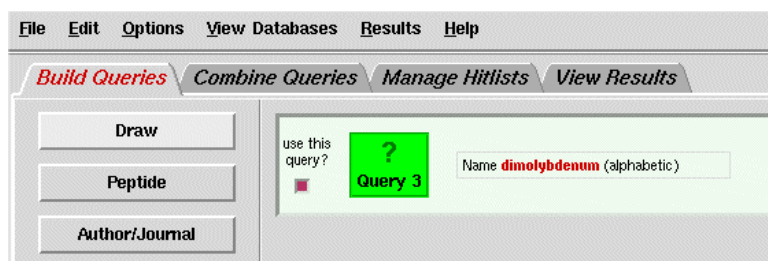 File Edit Options View Databases Results Help
Build Queries Combine Queries Manage Hitlists View Results
Draw
Peptide
Author/Journal
use this
query?
?
Query 3
Name dimolybdenum (alphabetic)